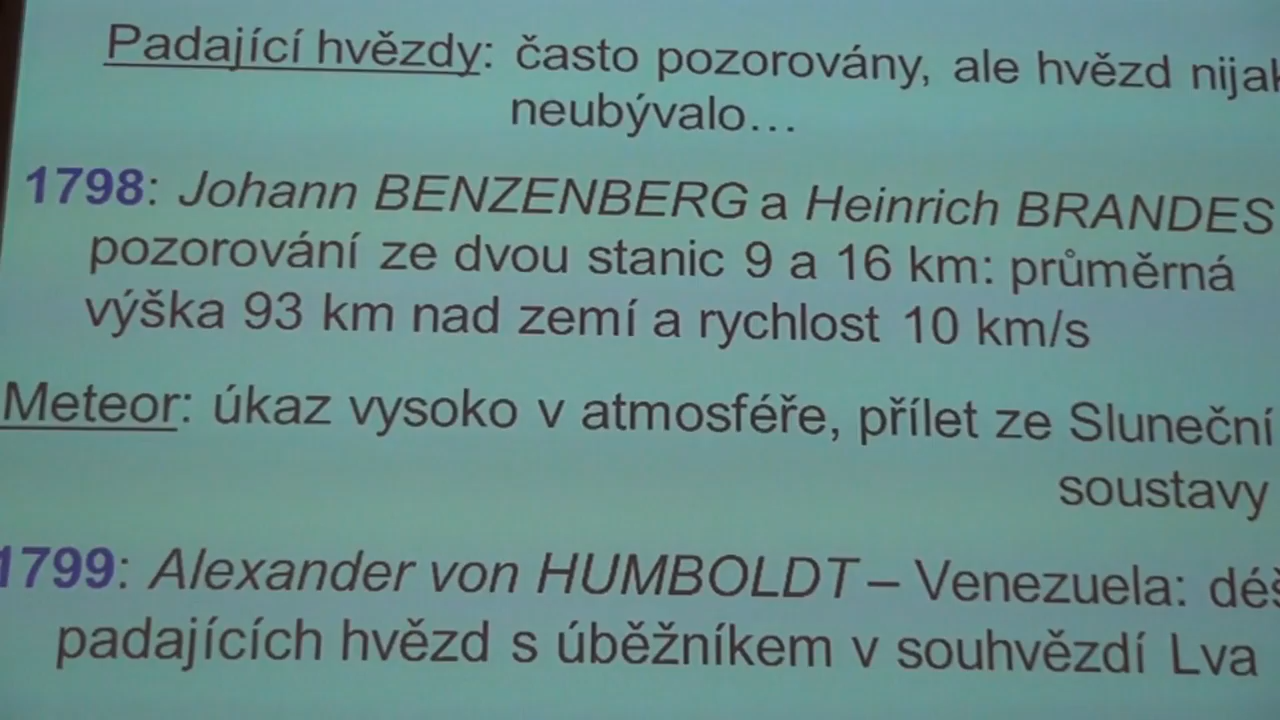 Padající hvězdy: často pozorovány, ale hvězd nijak
neubývalo...
1798: Johann BENZENBERG a Heinrich BRANDES
pozorování ze dvou stanic 9 a 16 km: průměrná
výška 93 km nad zemí a rychlost 10 km/s
Meteor: úkaz vysoko v atmosféře, přílet ze Sluneční
soustavy
1799: Alexander von HUMBOLDT – Venezuela:
padajících hvězd s úběžníkem v souhvězdí Lva